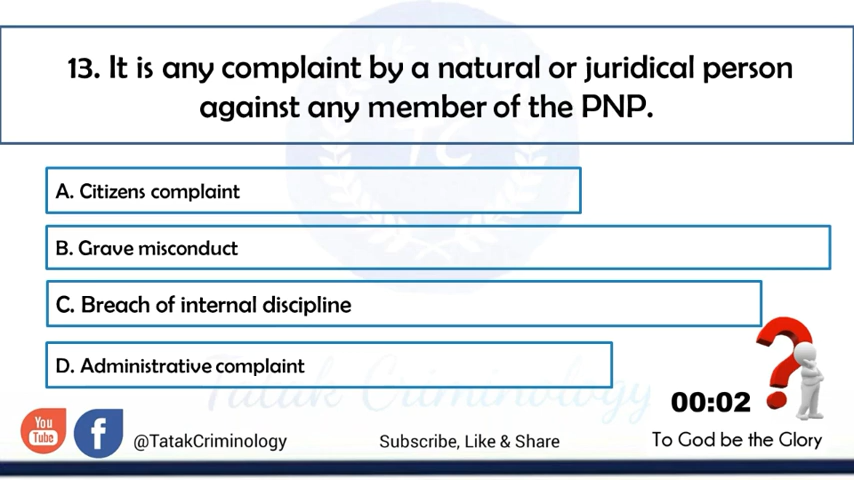 13. It is any complaint by a natural or juridical person
against any member of the PNP.
TC
A. Citizens complaint
B. Grave misconduct
C. Breach of internal discipline
D. Administrative complaint
Tatak Criminology
00:02
You
Tube
f
@TatakCriminology
Subscribe, Like & Share
To God be the Glory